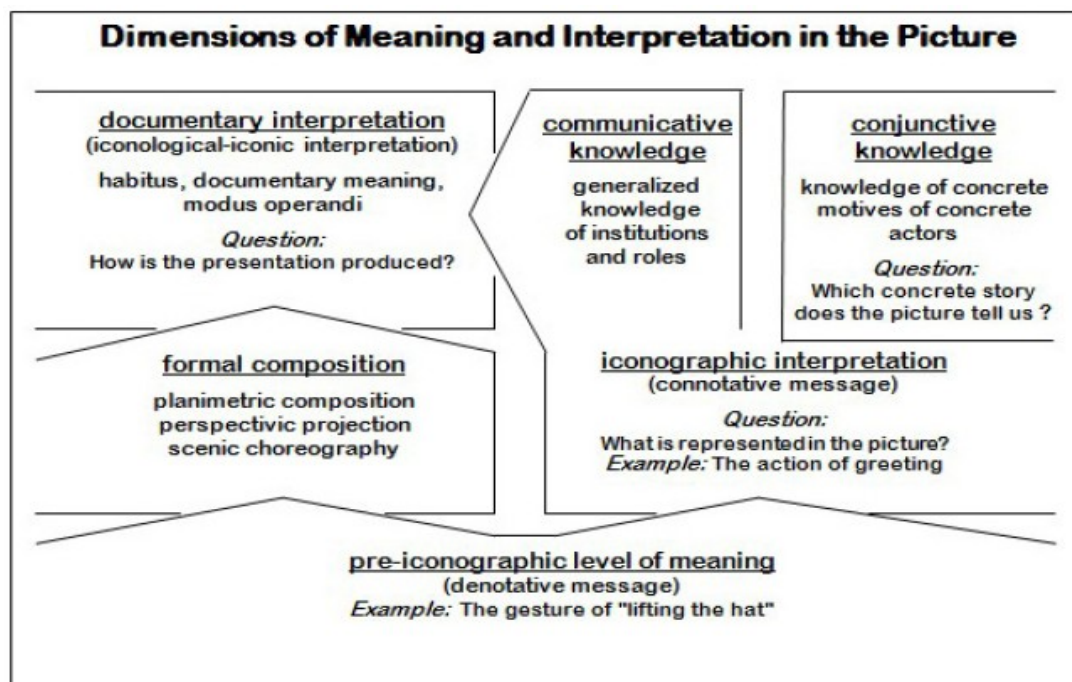 Dimensions of Meaning and Interpretation in the Picture
documentary interpretation
(iconological-iconic interpretation)
habitus, documentary meaning,
modus operandi
Question:
How is the presentation produced?
communicative
knowledge
generalized
knowledge
of institutions
and roles
conjunctive
knowledge
knowledge of concrete
motives of concrete
actors
Question:
Which concrete story
does the picture tell us ?
formal composition
planimetric composition
perspectivic projection
scenic choreography
iconographic interpretation
(connotative message)
Question:
What is represented in the picture?
Example: The action of greeting
pre-iconographic level of meaning
(denotative message)
Example: The gesture of "lifting the hat"